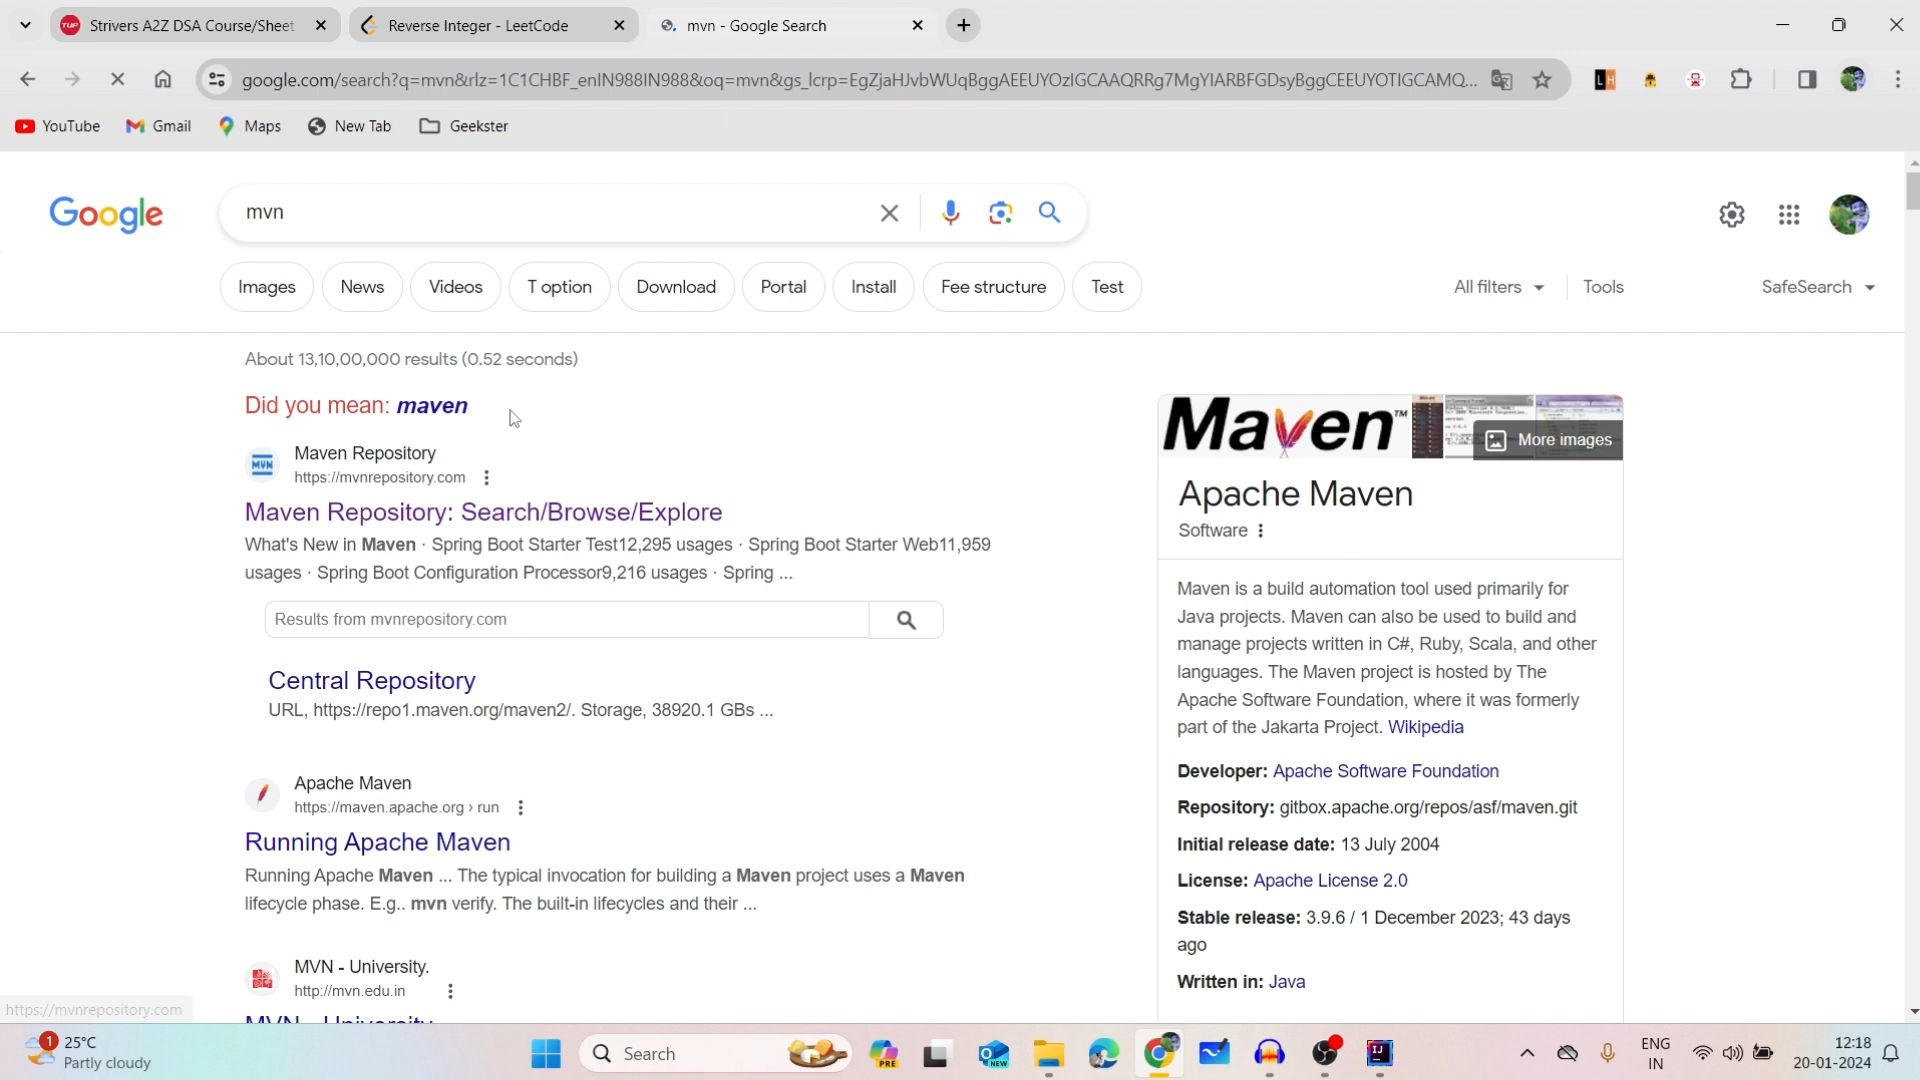 Strivers A2Z DSA Course/Sheet
Reverse Integer - LeetCode
mvn - Google Search
google.com/search?q=mvn&rlz=1C1CHBF_enIN988IN988&oq=mvn&gs_lcrp=EgZjaHJvbWUqBggAEEUYOzIGCAAQRRg7MgYIARBFGDsyBggCEEUYOTIGCAMQ...
YouTube
Gmail
Maps
New Tab
Geekster
Google
mvn
Images
News
Videos
T option
Download
Portal
Install
Fee structure
Test
All filters
Tools
SafeSearch
About 13,10,00,000 results (0.52 seconds)
Did you mean: maven
MVN
Maven Repository
https://mvnrepository.com
Maven Repository: Search/Browse/Explore
What's New in Maven · Spring Boot Starter Test12,295 usages · Spring Boot Starter Web11,959
usages · Spring Boot Configuration Processor9,216 usages · Spring ...
Results from mvnrepository.com
Central Repository
URL, https://repo1.maven.org/maven2/. Storage, 38920.1 GBs ...
Apache Maven
https://maven.apache.org › run
Running Apache Maven
Running Apache Maven ... The typical invocation for building a Maven project uses a Maven
lifecycle phase. E.g.. mvn verify. The built-in lifecycles and their ...
MVN - University.
http://mvn.edu.in
MVN - University
https://mvnrepository.com
Maven™
More images
Apache Maven
Software
Maven is a build automation tool used primarily for
Java projects. Maven can also be used to build and
manage projects written in C#, Ruby, Scala, and other
languages. The Maven project is hosted by The
Apache Software Foundation, where it was formerly
part of the Jakarta Project. Wikipedia
Developer: Apache Software Foundation
Repository: gitbox.apache.org/repos/asf/maven.git
Initial release date: 13 July 2004
License: Apache License 2.0
Stable release: 3.9.6 / 1 December 2023; 43 days
ago
Written in: Java
1
25°C
Partly cloudy
Search
PRE
NEW
IJ
ENG
IN
12:18
20-01-2024